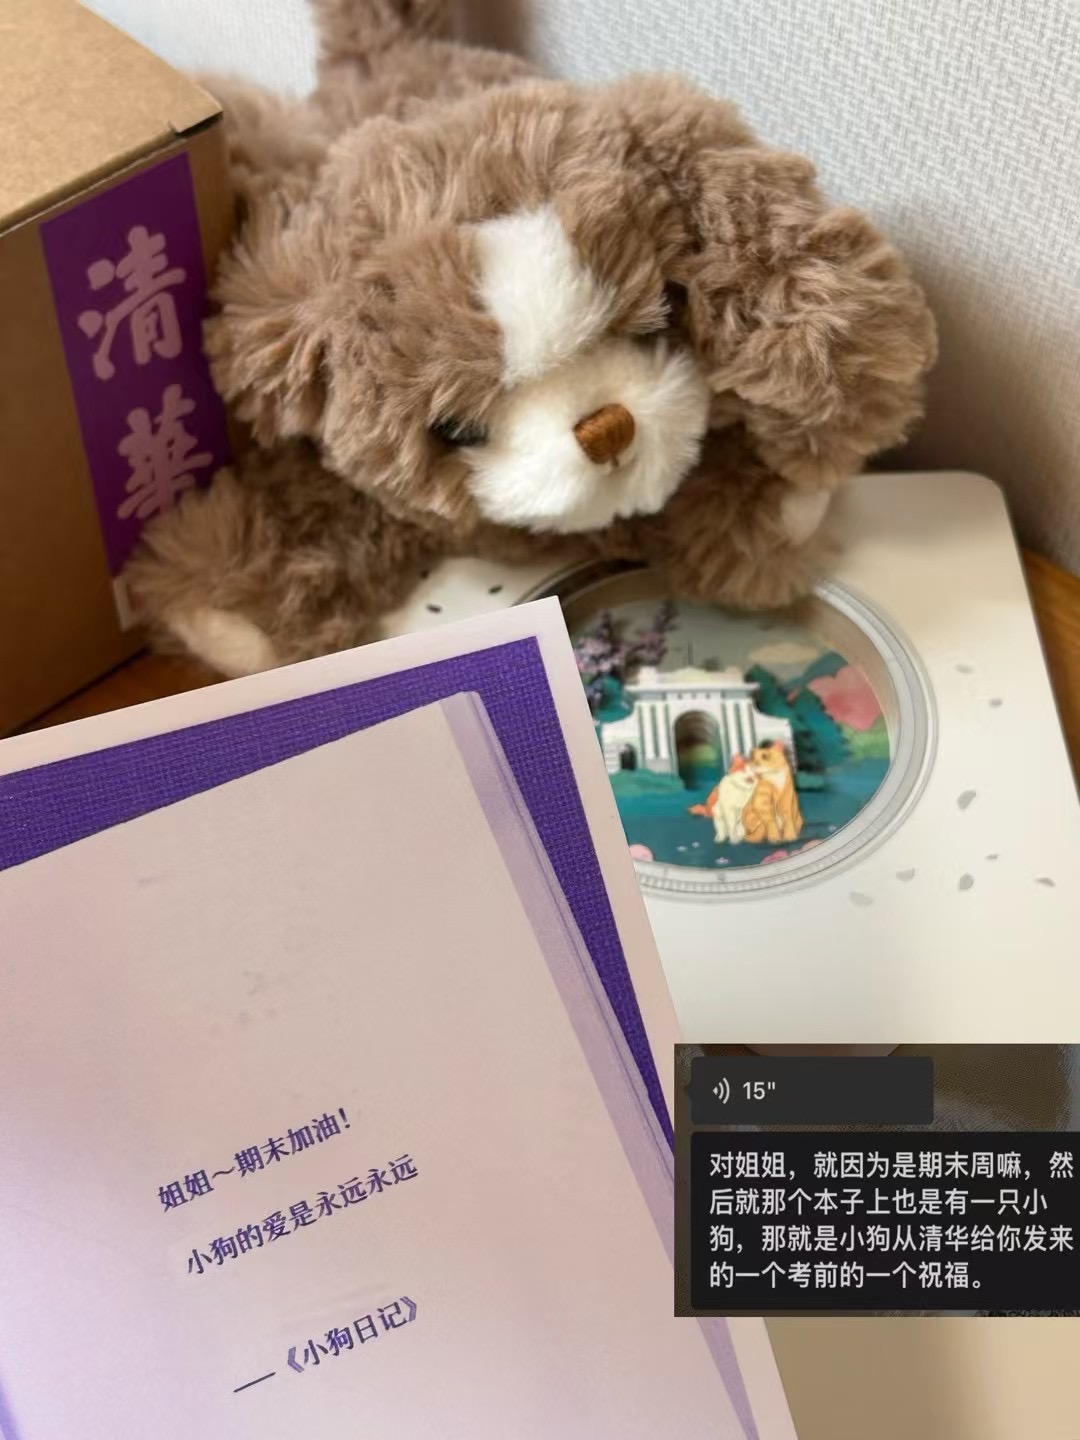 清華
姐姐～期末加油！
小狗的爱是永远永远
——《小狗日记》
15"
对姐姐，就因为是期末周嘛，然
后就那个本子上也是有一只小
狗，那就是小狗从清华给你发来
的一个考前的一个祝福。